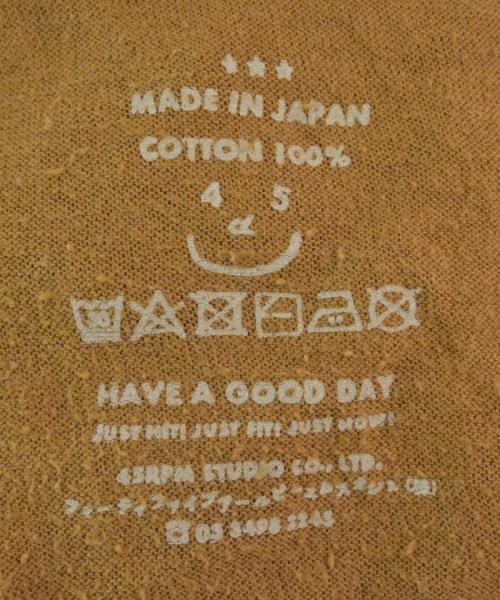 MADE IN JAPAN
COTTON 100%
4 5
R
HAVE A GOOD DAY
JUST HIT! JUST FIT! JUST NOW!
45RPM STUDIO CO., LTD.
フォーティファイブアールピーエムスタジオ(株)
☎ 03 5498 2245